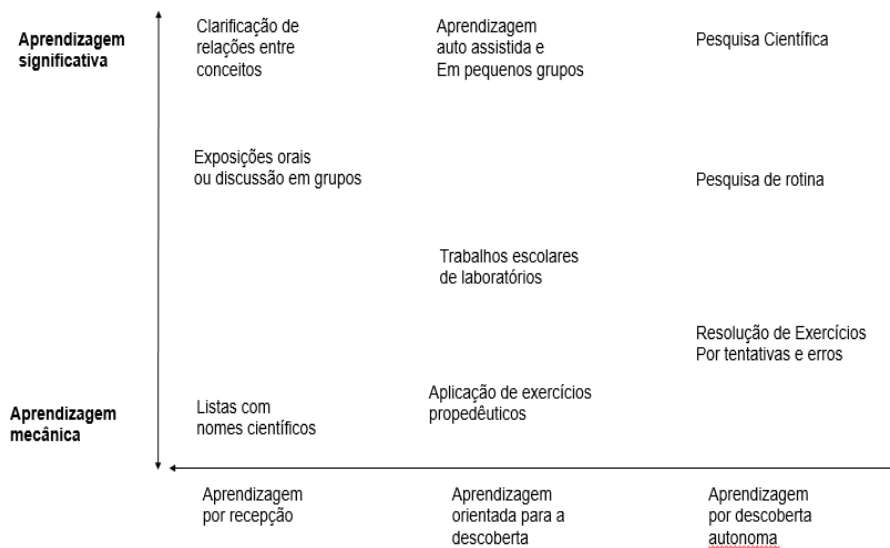 Aprendizagem
significativa
Clarificação de
relações entre
conceitos
Aprendizagem
auto assistida e
Em pequenos grupos
Pesquisa Científica
Exposições orais
ou discussão em grupos
Pesquisa de rotina
Trabalhos escolares
de laboratórios
Resolução de Exercícios
Por tentativas e erros
Aprendizagem
mecânica
Listas com
nomes científicos
Aplicação de exercícios
propedêuticos
Aprendizagem
por recepção
Aprendizagem
orientada para a
descoberta
Aprendizagem
por descoberta
autonoma